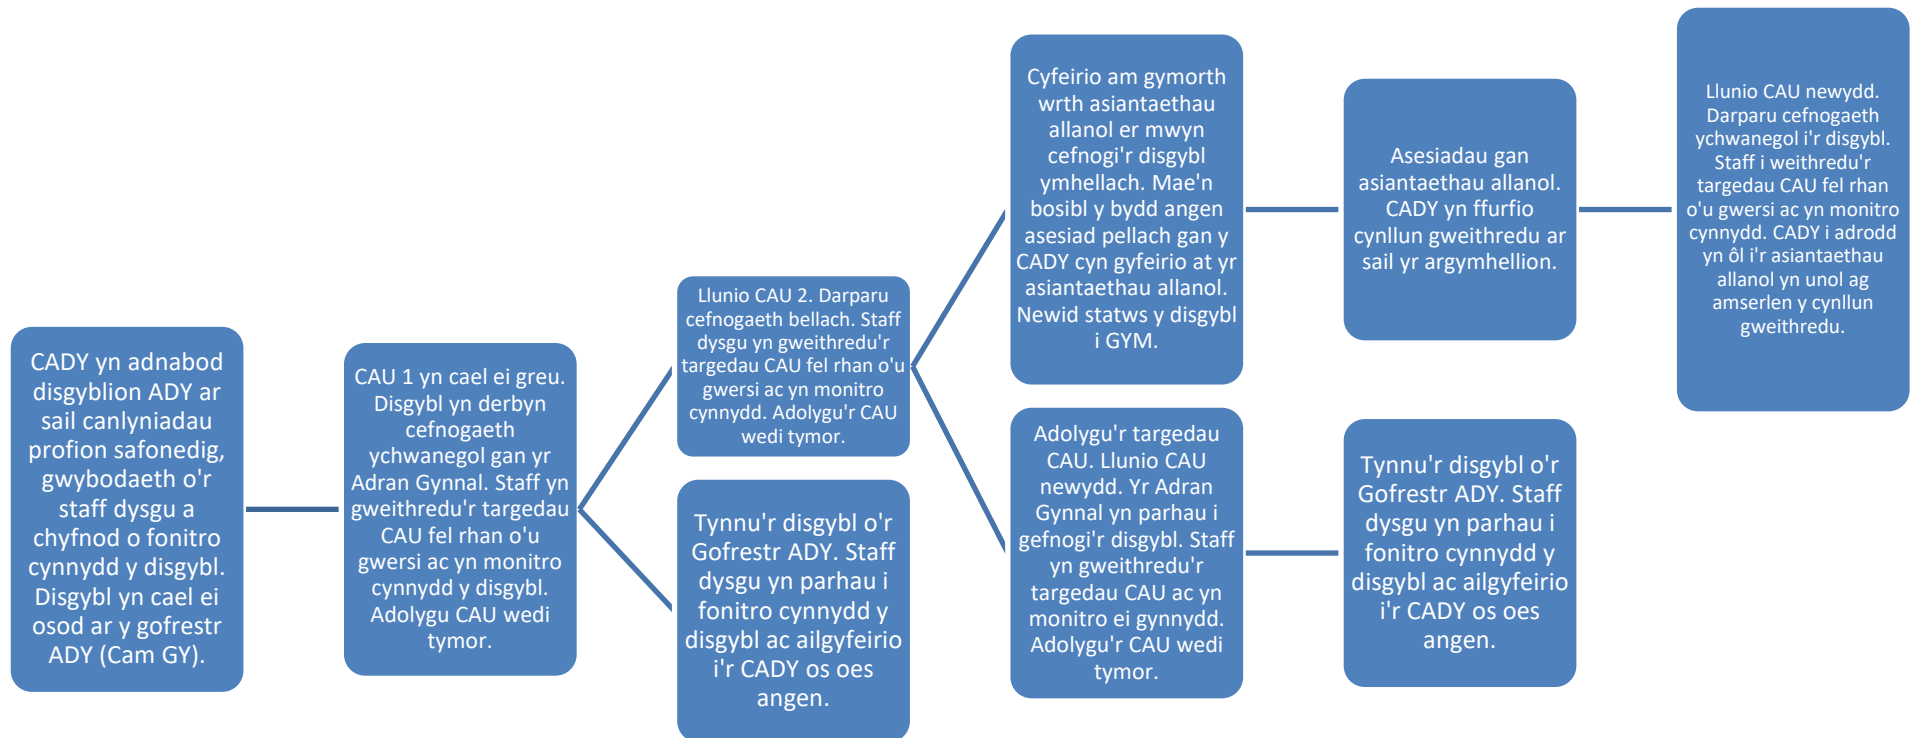 CADY yn adnabod
disgyblion ADY ar
sail canlyniadau
profion safonedig,
gwybodaeth o'r
staff dysgu a
chyfnod o fonitro
cynnydd y disgybl.
Disgybl yn cael ei
osod ar y gofrestr
ADY (Cam GY).
CAU 1 yn cael ei greu.
Disgybl yn derbyn
cefnogaeth
ychwanegol gan yr
Adran Gynnal. Staff yn
gweithredu'r targedau
CAU fel rhan o'u
gwersi ac yn monitro
cynnydd y disgybl.
Adolygu CAU wedi
tymor.
Llunio CAU 2. Darparu
cefnogaeth bellach. Staff
dysgu yn gweithredu'r
targedau CAU fel rhan o'u
gwersi ac yn monitro
cynnydd. Adolygu'r CAU
wedi tymor.
Tynnu'r disgybl o'r
Gofrestr ADY. Staff
dysgu yn parhau i
fonitro cynnydd y
disgybl ac ailgyfeirio
i'r CADY os oes
angen.
Cyfeirio am gymorth
wrth asiantaethau
allanol er mwyn
cefnogi'r disgybl
ymhellach. Mae'n
bosibl y bydd angen
asesiad pellach gan y
CADY cyn gyfeirio at yr
asiantaethau allanol.
Newid statws y disgybl
i GYM.
Adolygu'r targedau
CAU. Llunio CAU
newydd. Yr Adran
Gynnal yn parhau i
gefnogi'r disgybl. Staff
yn gweithredu'r
targedau CAU ac yn
monitro ei gynnydd.
Adolygu'r CAU wedi
tymor.
Asesiadau gan
asiantaethau allanol.
CADY yn ffurfio
cynllun gweithredu ar
sail yr argymhellion.
Tynnu'r disgybl o'r
Gofrestr ADY. Staff
dysgu yn parhau i
fonitro cynnydd y
disgybl ac ailgyfeirio
i'r CADY os oes
angen.
Llunio CAU newydd.
Darparu cefnogaeth
ychwanegol i'r disgybl.
Staff i weithredu'r
targedau CAU fel rhan
o'u gwersi ac yn monitro
cynnydd. CADY i adrodd
yn ôl i'r asiantaethau
allanol yn unol ag
amserlen y cynllun
gweithredu.